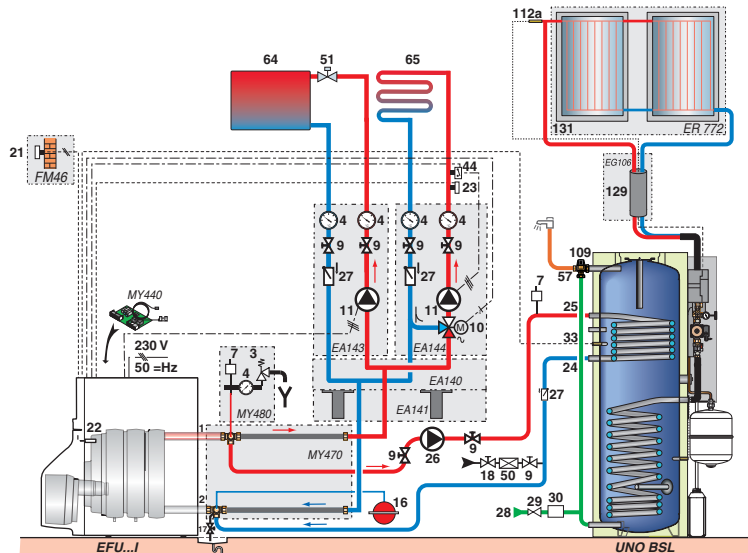 112a
64
51
65
131
ER 772
21
FM46
44
23
EG106
129
4
4
4
4
9
9
9
9
109
57
27
27
7
25
MY440
11
11
M
10
33
EA143
EA144
230 V
50 =Hz
7
3
4
EA140
24
27
MY480
EA141
22
1
MY470
9
26
9
18
50
9
2
16
17
28
29
30
EFU...I
UNO BSL